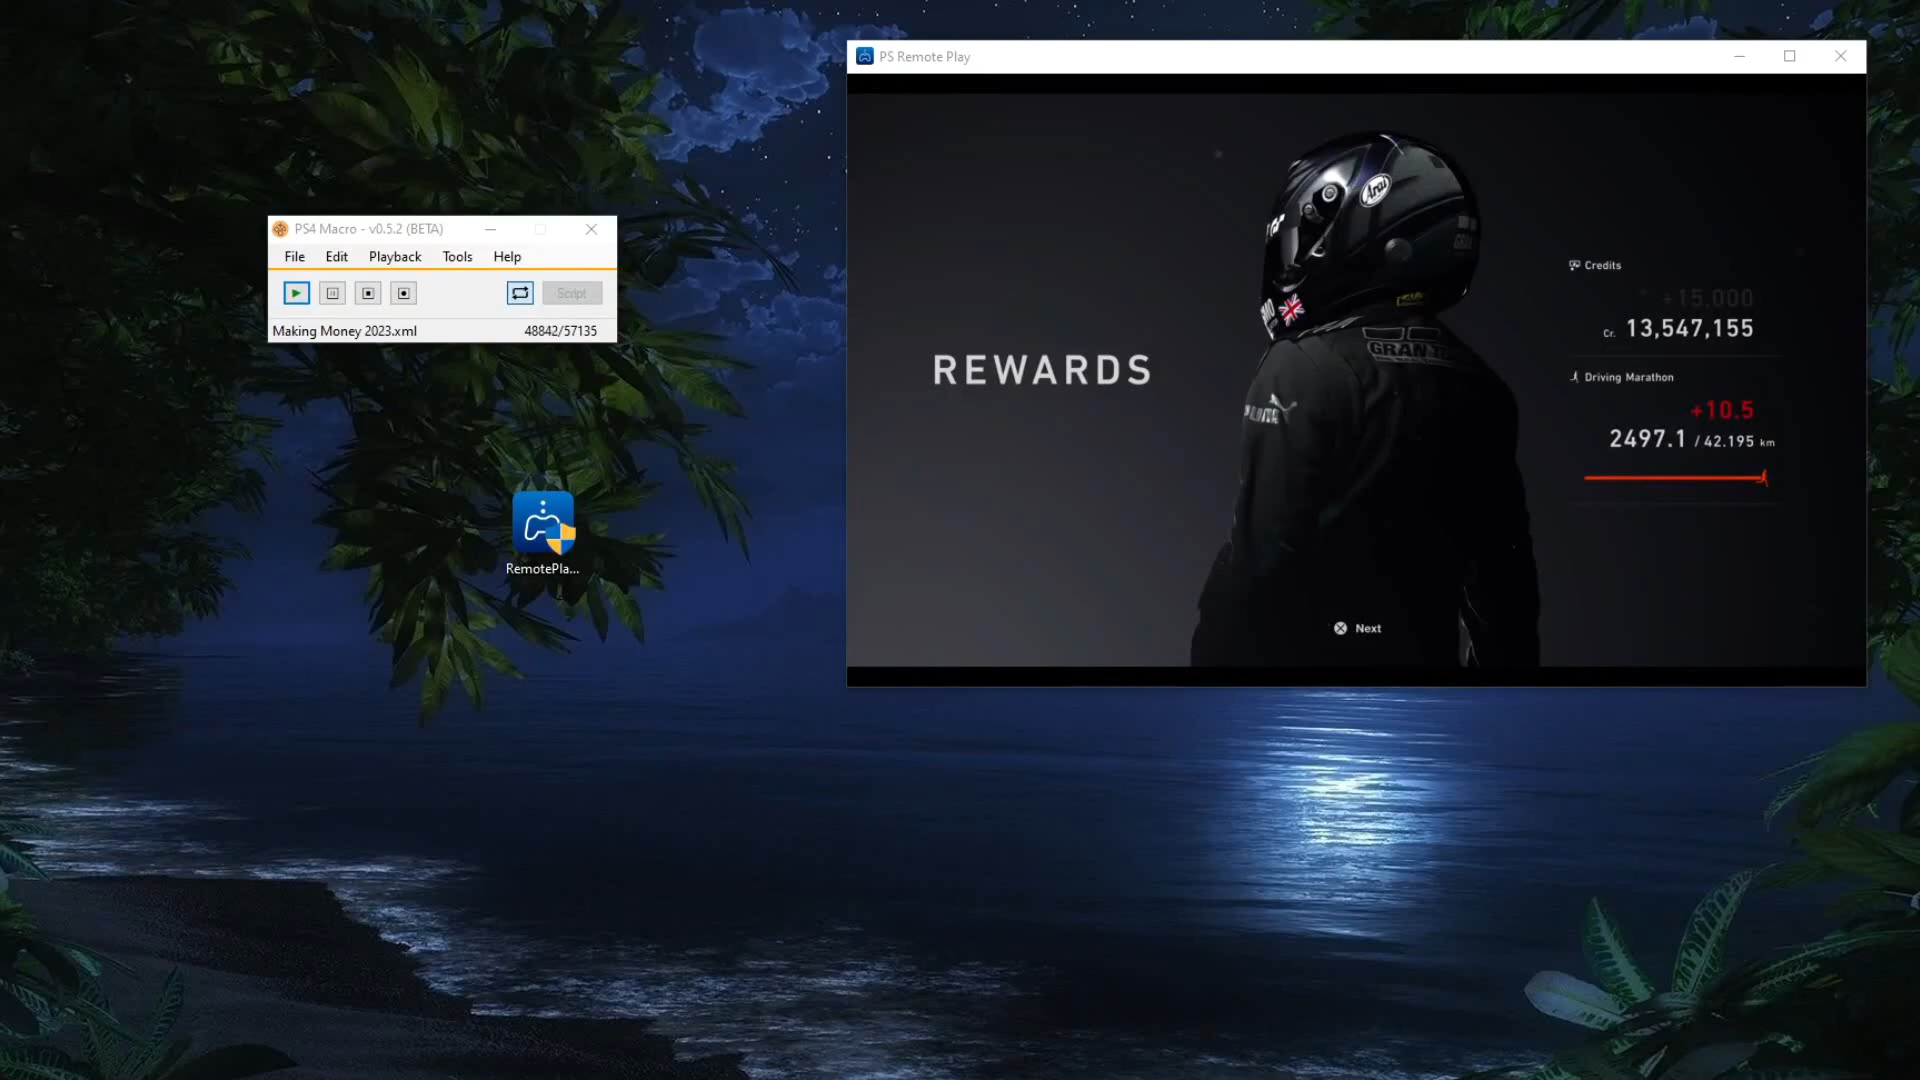 PS Remote Play
PS4 Macro - v0.5.2 (BETA)
File Edit Playback Tools Help
Script
Making Money 2023.xml 48842/57135
RemotePla...
REWARDS
Arai
PUMA
Credits
+15,000
Cr. 13,547,155
Driving Marathon
+10.5
2497.1 / 42.195 km
Next